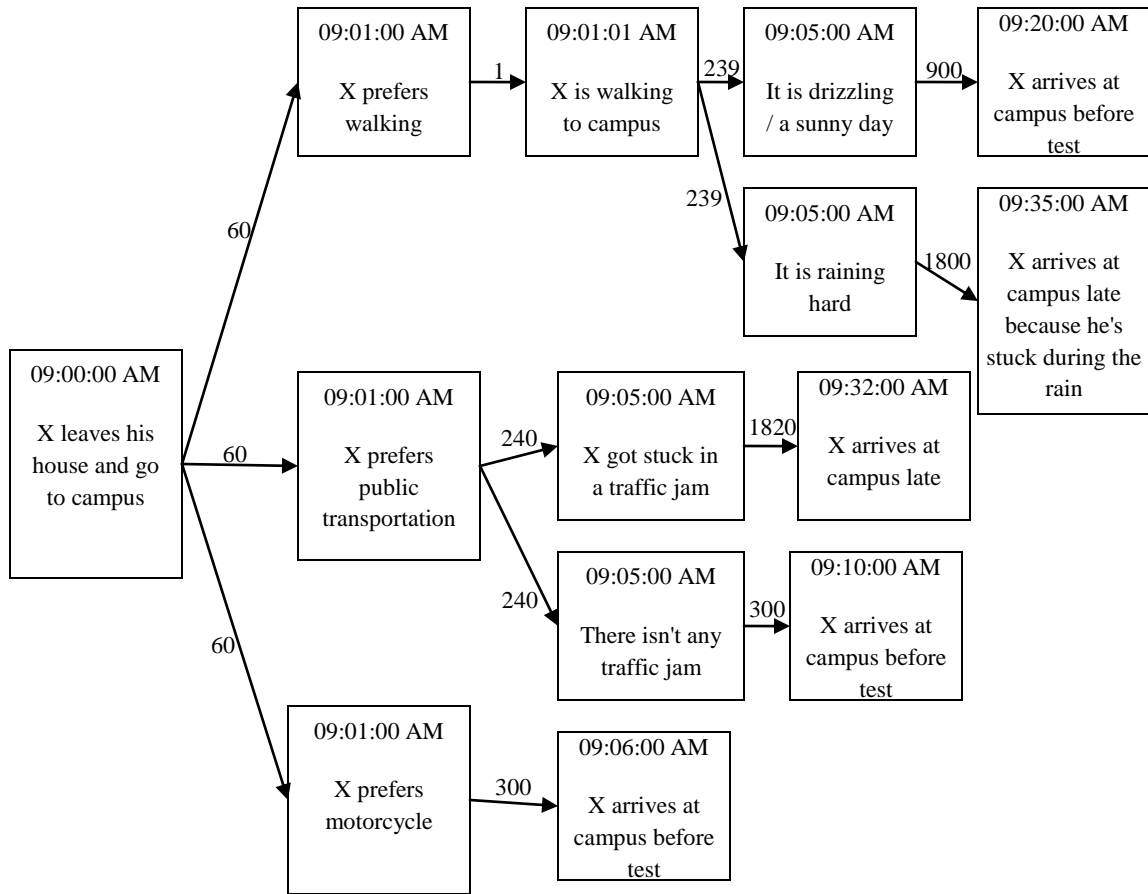 09:01:00 AM
X prefers
walking
1
09:01:01 AM
X is walking
to campus
239
09:05:00 AM
It is drizzling
/ a sunny day
900
09:20:00 AM
X arrives at
campus before
test
239
09:05:00 AM
It is raining
hard
1800
09:35:00 AM
X arrives at
campus late
because he's
stuck during the
rain
60
09:00:00 AM
X leaves his
house and go
to campus
60
09:01:00 AM
X prefers
public
transportation
240
09:05:00 AM
X got stuck in
a traffic jam
1820
09:32:00 AM
X arrives at
campus late
240
09:05:00 AM
There isn't any
traffic jam
300
09:10:00 AM
X arrives at
campus before
test
60
09:01:00 AM
X prefers
motorcycle
300
09:06:00 AM
X arrives at
campus before
test